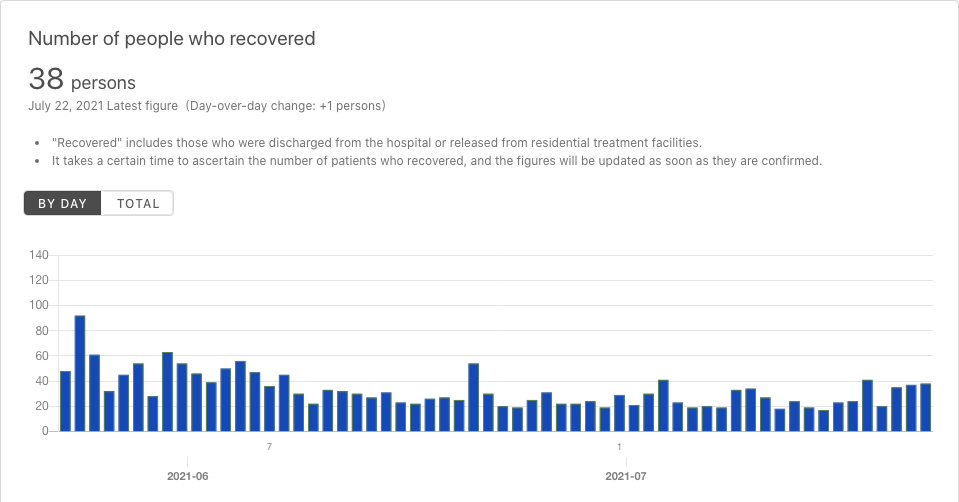 Number of people who recovered
38 persons
July 22, 2021 Latest figure (Day-over-day change: +1 persons)
• "Recovered" includes those who were discharged from the hospital or released from residential treatment facilities.
• It takes a certain time to ascertain the number of patients who recovered, and the figures will be updated as soon as they are confirmed.
BY DAY TOTAL
140
120
100
80
60
40
20
0
7 1
2021-06 2021-07